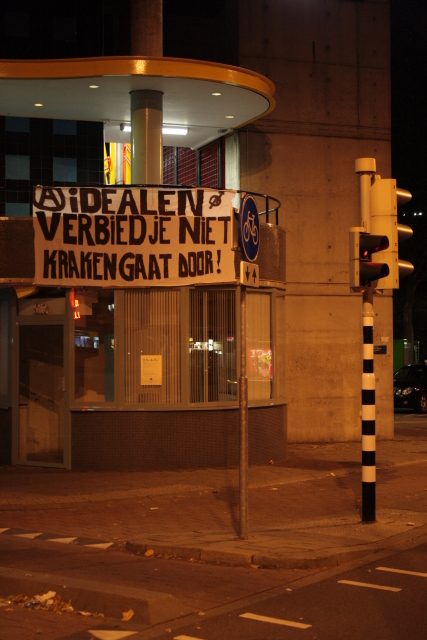 IDEALEN
VERBIED JE NIET
KRAKEN GAAT DOOR!